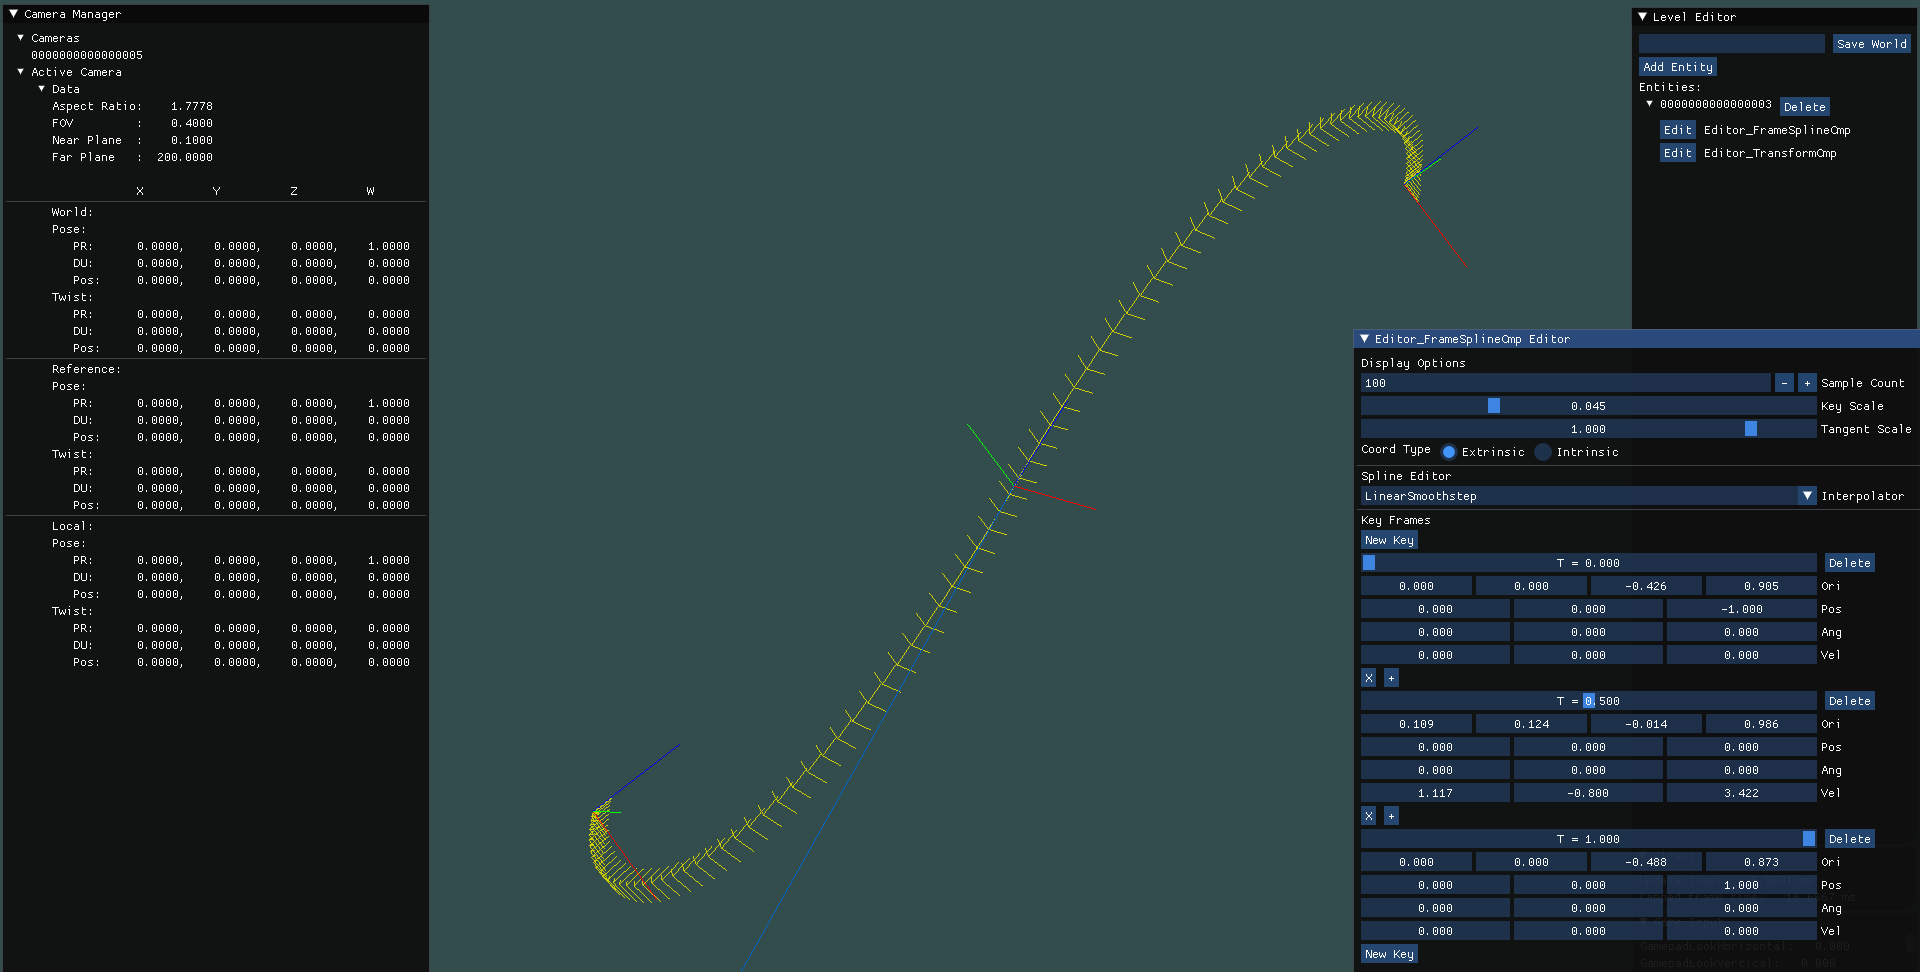 Camera Manager
Cameras
0000000000000005
Active Camera
Data
Aspect Ratio: 1.7778
FOV : 0.4000
Near Plane : 0.1000
Far Plane : 200.0000
X Y Z W
World:
Pose:
PR: 0.0000, 0.0000, 0.0000, 1.0000
DU: 0.0000, 0.0000, 0.0000, 0.0000
Pos: 0.0000, 0.0000, 0.0000, 0.0000
Twist:
PR: 0.0000, 0.0000, 0.0000, 0.0000
DU: 0.0000, 0.0000, 0.0000, 0.0000
Pos: 0.0000, 0.0000, 0.0000, 0.0000
Reference:
Pose:
PR: 0.0000, 0.0000, 0.0000, 1.0000
DU: 0.0000, 0.0000, 0.0000, 0.0000
Pos: 0.0000, 0.0000, 0.0000, 0.0000
Twist:
PR: 0.0000, 0.0000, 0.0000, 0.0000
DU: 0.0000, 0.0000, 0.0000, 0.0000
Pos: 0.0000, 0.0000, 0.0000, 0.0000
Local:
Pose:
PR: 0.0000, 0.0000, 0.0000, 1.0000
DU: 0.0000, 0.0000, 0.0000, 0.0000
Pos: 0.0000, 0.0000, 0.0000, 0.0000
Twist:
PR: 0.0000, 0.0000, 0.0000, 0.0000
DU: 0.0000, 0.0000, 0.0000, 0.0000
Pos: 0.0000, 0.0000, 0.0000, 0.0000
Level Editor
Save World
Add Entity
Entities:
0000000000000003 Delete
Edit Editor_FrameSplineCmp
Edit Editor_TransformCmp
Editor_FrameSplineCmp Editor
Display Options
100 - + Sample Count
0.045 Key Scale
1.000 Tangent Scale
Coord Type Extrinsic Intrinsic
Spline Editor
LinearSmoothstep Interpolator
Key Frames
New Key
T = 0.000 Delete
0.000 0.000 -0.426 0.905 Ori
0.000 0.000 -1.000 Pos
0.000 0.000 0.000 Ang
0.000 0.000 0.000 Vel
X +
T = 0.500 Delete
0.109 0.124 -0.014 0.986 Ori
0.000 0.000 0.000 Pos
0.000 0.000 0.000 Ang
1.117 -0.800 3.422 Vel
X +
T = 1.000 Delete
0.000 0.000 -0.488 0.873 Ori
0.000 0.000 1.000 Pos
0.000 0.000 0.000 Ang
0.000 0.000 0.000 Vel
New Key
GamepadLookHorizontal: 0.000
GamepadLookVertical: 0.000